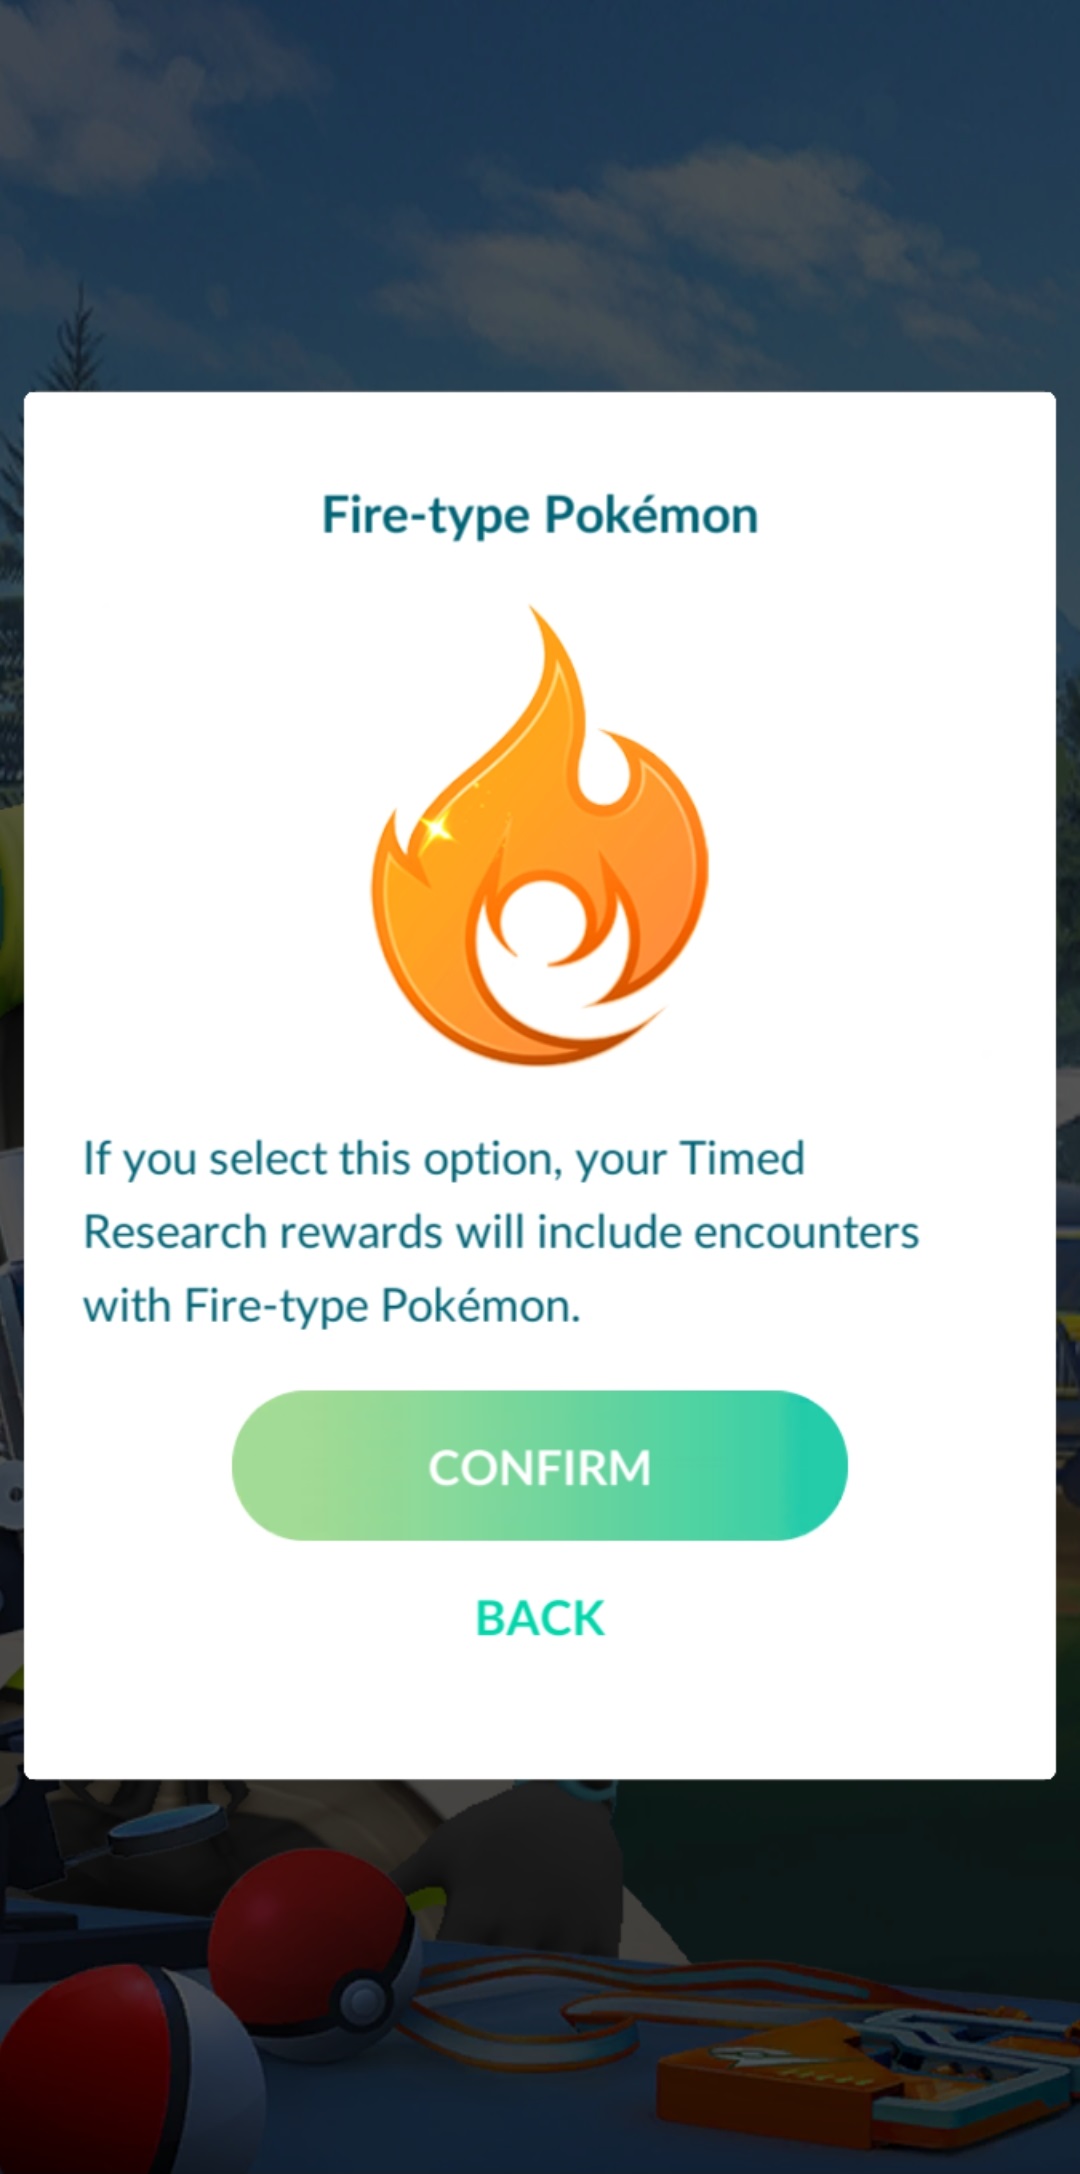 Fire-type Pokémon
If you select this option, your Timed
Research rewards will include encounters
with Fire-type Pokémon.
CONFIRM
BACK